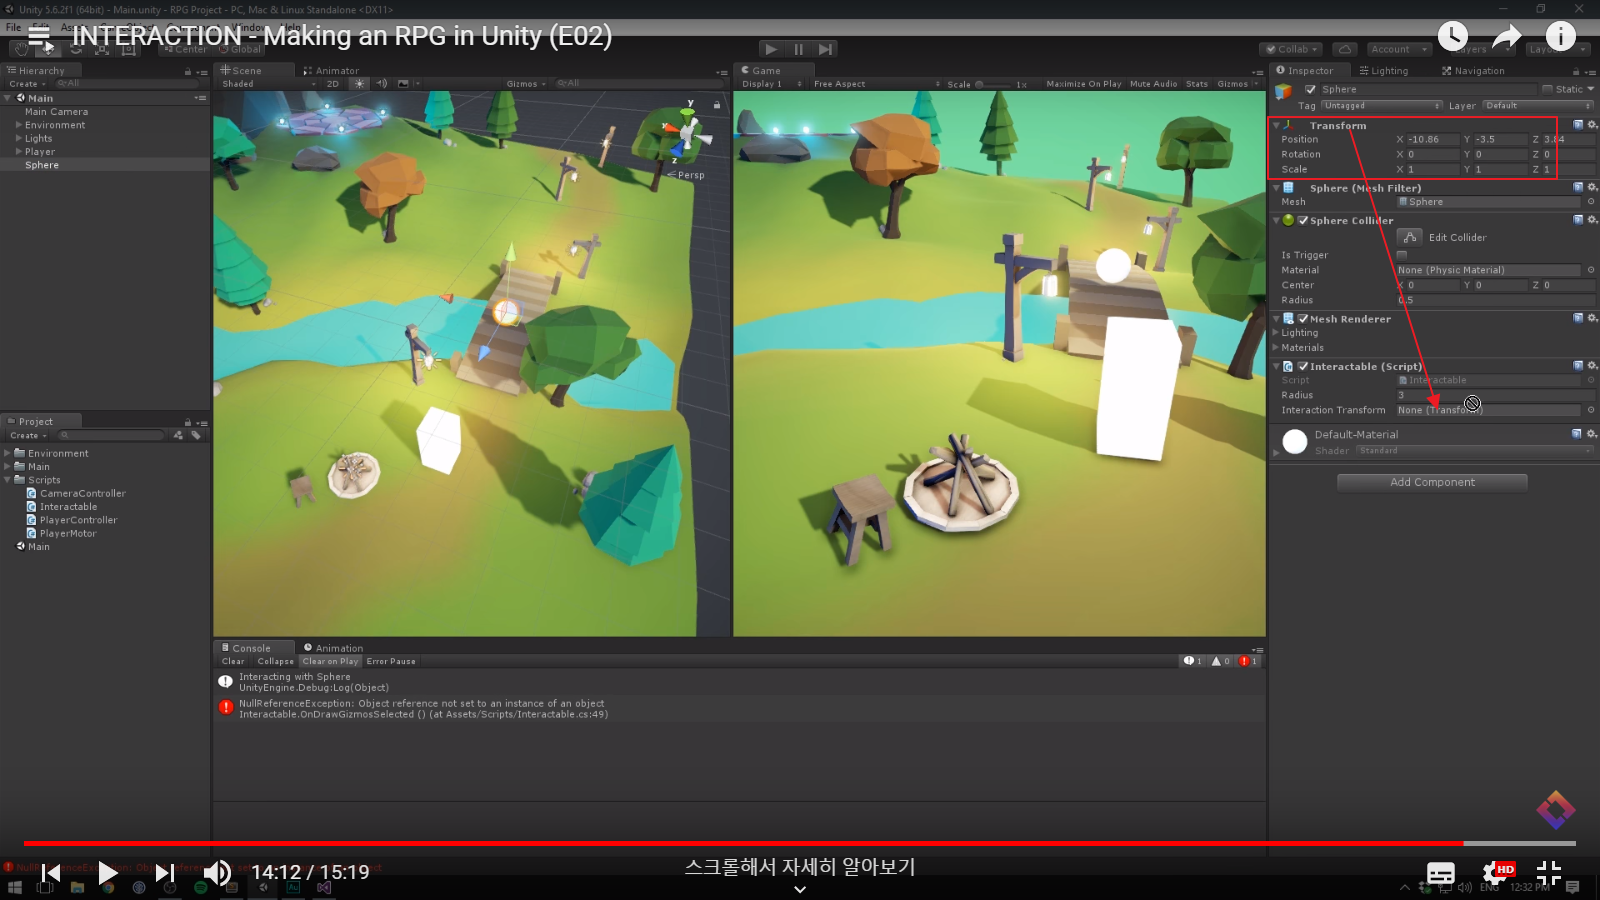 Unity 5.6.2f1 (64bit) - Main.unity - RPG Project - PC, Mac & Linux Standalone <DX11>
INTERACTION - Making an RPG in Unity (E02)
File Edit
Window
Center Global
Collab Account Layers
Hierarchy
Create All
Main
Main Camera
Environment
Lights
Player
Sphere
Scene Animator
Shaded 2D Gizmos All
y
x
z
Persp
Game
Display 1 Free Aspect Scale 1x Maximize On Play Mute Audio Stats Gizmos
Inspector Lighting Navigation
Sphere Static
Tag Untagged Layer Default
Transform
Position X -10.86 Y -3.5 Z 3.84
Rotation X 0 Y 0 Z 0
Scale X 1 Y 1 Z 1
Sphere (Mesh Filter)
Mesh Sphere
Sphere Collider
Edit Collider
Is Trigger
Material None (Physic Material)
Center X 0 Y 0 Z 0
Radius 0.5
Mesh Renderer
Lighting
Materials
Interactable (Script)
Script Interactable
Radius 3
Interaction Transform None (Transform)
Default-Material
Shader Standard
Add Component
Project
Create
Environment
Main
Scripts
CameraController
Interactable
PlayerController
PlayerMotor
Main
Console Animation
Clear Collapse Clear on Play Error Pause 1 0 1
Interacting with Sphere
UnityEngine.Debug:Log(Object)
NullReferenceException: Object reference not set to an instance of an object
Interactable.OnDrawGizmosSelected () (at Assets/Scripts/Interactable.cs:49)
14:12 / 15:19
스크롤해서 자세히 알아보기
HD
ENG 12:32 PM